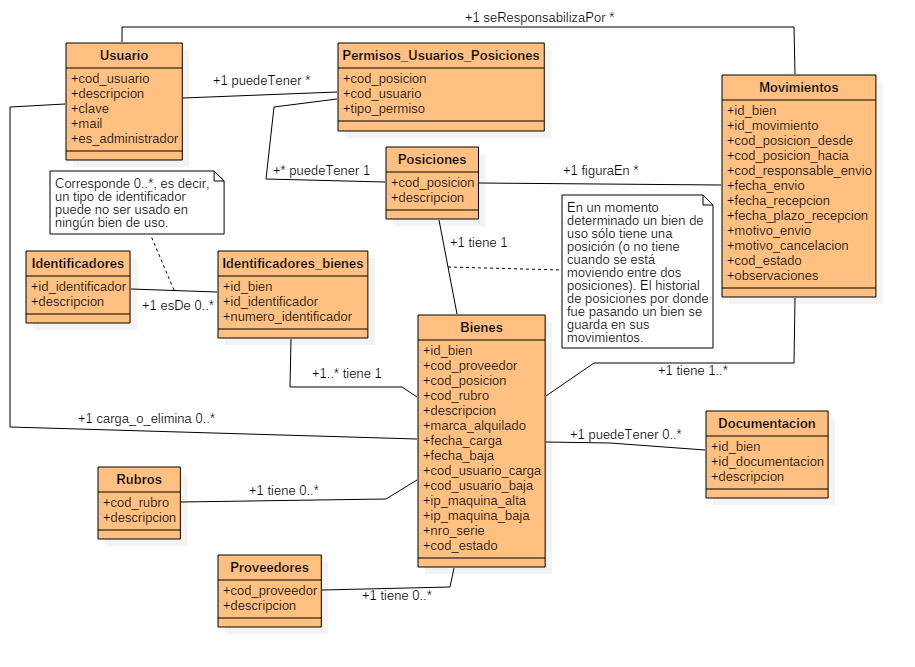 +1 seResponsabilizaPor *
Usuario
+cod_usuario
+descripcion
+clave
+mail
+es_administrador
+1 puedeTener *
Permisos_Usuarios_Posiciones
+cod_posicion
+cod_usuario
+tipo_permiso
Movimientos
+id_bien
+id_movimiento
+cod_posicion_desde
+cod_posicion_hacia
+cod_responsable_envio
+fecha_envio
+fecha_recepcion
+fecha_plazo_recepcion
+motivo_envio
+motivo_cancelacion
+cod_estado
+observaciones
+* puedeTener 1
Posiciones
+cod_posicion
+descripcion
+1 figuraEn *
Corresponde 0..*, es decir,
un tipo de identificador
puede no ser usado en
ningún bien de uso.
En un momento
determinado un bien de
uso sólo tiene una
posición (o no tiene
cuando se está
moviendo entre dos
posiciones). El historial
de posiciones por donde
fue pasando un bien se
guarda en sus
movimientos.
+1 tiene 1
Identificadores
+id_identificador
+descripcion
+1 esDe 0..*
Identificadores_bienes
+id_bien
+id_identificador
+numero_identificador
Bienes
+id_bien
+cod_proveedor
+cod_posicion
+cod_rubro
+descripcion
+marca_alquilado
+fecha_carga
+fecha_baja
+cod_usuario_carga
+cod_usuario_baja
+ip_maquina_alta
+ip_maquina_baja
+nro_serie
+cod_estado
+1..* tiene 1
+1 tiene 1..*
+1 carga_o_elimina 0..*
+1 puedeTener 0..*
Documentacion
+id_bien
+id_documentacion
+descripcion
Rubros
+cod_rubro
+descripcion
+1 tiene 0..*
Proveedores
+cod_proveedor
+descripcion
+1 tiene 0..*